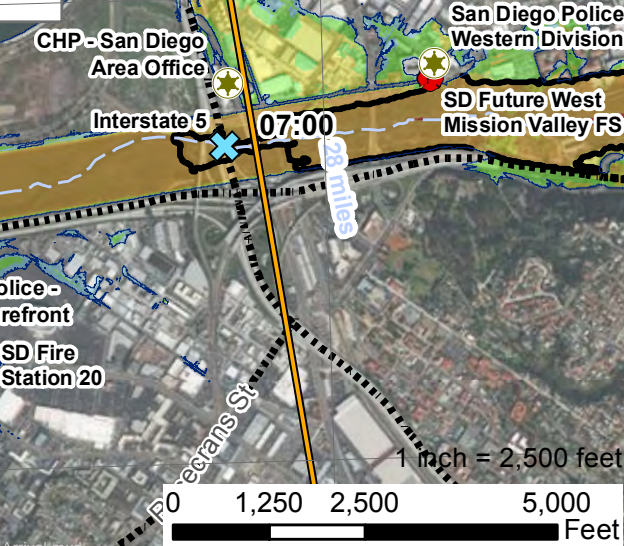 San Diego Police
Western Division
CHP - San Diego
Area Office
SD Future West
Mission Valley FS
Interstate 5
07:00
28 miles
olice -
refront
SD Fire
Station 20
Rosecrans St
1 inch = 2,500 feet
0 1,250 2,500 5,000
Feet